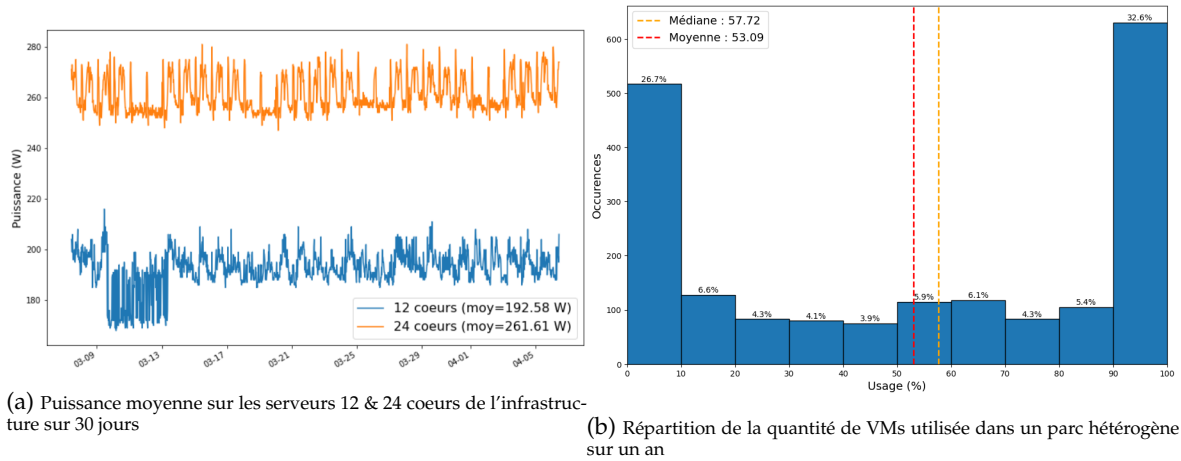 280
260
240
220
200
180
Puissance (W)
12 coeurs (moy=192.58 W)
24 coeurs (moy=261.61 W)
03-09
03-13
03-17
03-21
03-25
03-29
04-01
04-05
(a) Puissance moyenne sur les serveurs 12 & 24 coeurs de l'infrastruc-
ture sur 30 jours
Médiane : 57.72
Moyenne : 53.09
600
500
400
300
200
100
0
Occurences
26.7%
6.6%
4.3%
4.1%
3.9%
5.9%
6.1%
4.3%
5.4%
32.6%
0 10 20 30 40 50 60 70 80 90 100
Usage (%)
(b) Répartition de la quantité de VMs utilisée dans un parc hétérogène
sur un an